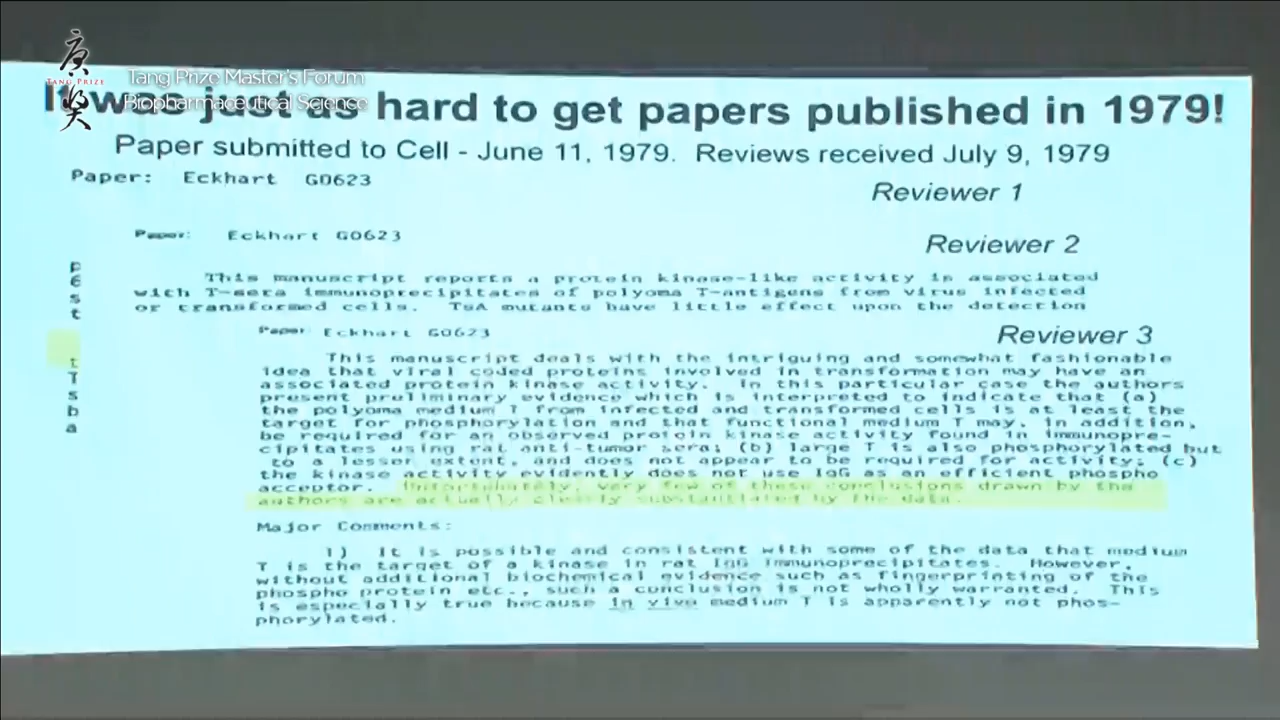 庚
TANG PRIZE
奬
Tang Prize Master's Forum
Biopharmaceutical Science
It was just as hard to get papers published in 1979!
Paper submitted to Cell - June 11, 1979. Reviews received July 9, 1979
Paper: Eckhart G0623
Reviewer 1
Paper: Eckhart G0623
Reviewer 2
This manuscript reports a protein kinase-like activity is associated
with T-sera immunoprecipitates of polyoma T-antigens from virus infected
or transformed cells. TsA mutants have little effect upon the detection
Paper Eckhart G0623
Reviewer 3
This manuscript deals with the intriguing and somewhat fashionable
idea that viral coded proteins involved in transformation may have an
associated protein kinase activity. In this particular case the authors
present preliminary evidence which is interpreted to indicate that (a)
the polyoma medium T from infected and transformed cells is at least the
target for phosphorylation and that functional medium T may, in addition,
be required for an observed protein kinase activity found in immunopre-
cipitates using rat anti-tumor sera; (b) large T is also phosphorylated but
to a lesser extent, and does not appear to be required for activity; (c)
the kinase activity evidently does not use IgG as an efficient phospho
acceptor. Unfortunately, very few of these conclusions drawn by the
authors are actually clearly substantiated by the data.
Major Comments:
1) It is possible and consistent with some of the data that medium
T is the target of a kinase in rat IgG immunoprecipitates. However,
without additional biochemical evidence such as fingerprinting of the
phospho protein etc., such a conclusion is not wholly warranted. This
is especially true because in vivo medium T is apparently not phos-
phorylated.